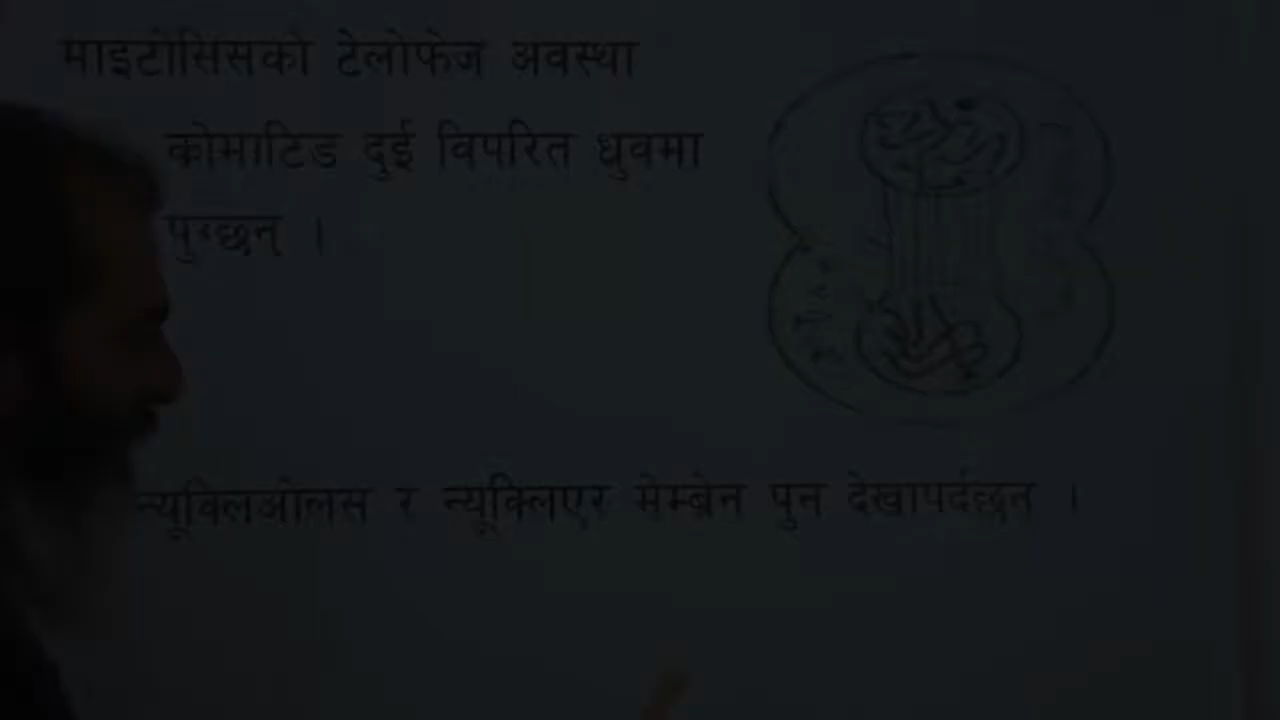 माइटोसिसको टेलोफेज अवस्था
क्रोमाटिड दुई विपरित ध्रुवमा
पुग्छन् ।
न्यूक्लिओलस र न्यूक्लिएर मेम्ब्रेन पुन देखापर्दछन ।